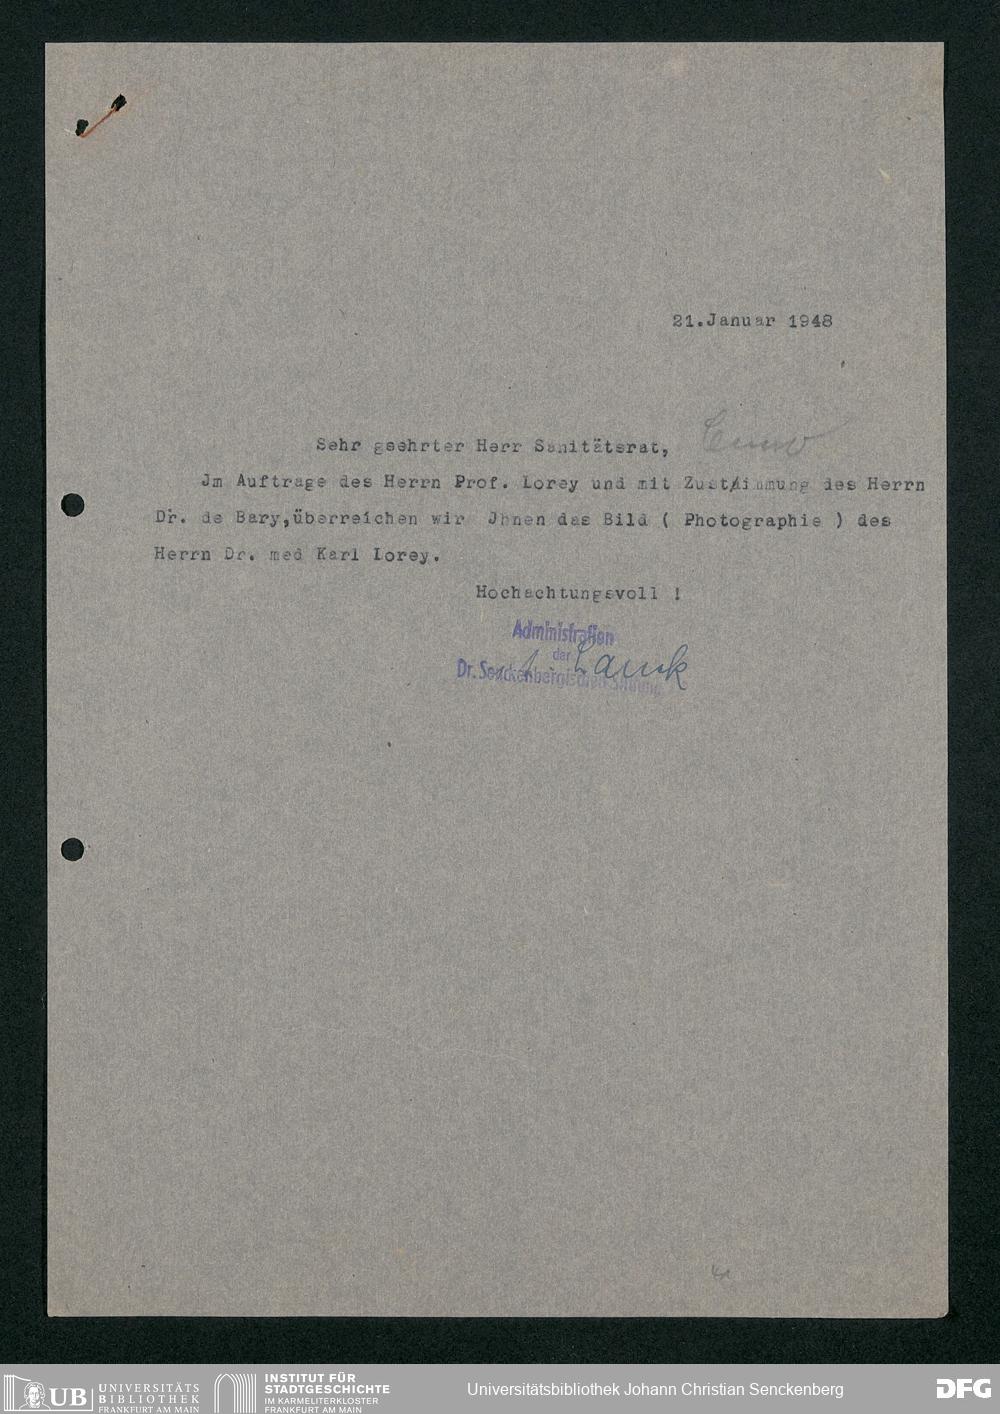 21.Januar 1948
Sehr geehrter Herr Sanitätsrat,
Jm Auftrage des Herrn Prof. Lorey und mit Zustimmung des Herrn
Dr. de Bary,überreichen wir Jhnen das Bild ( Photographie ) des
Herrn Dr. med Karl Lorey.
Hochachtungsvoll !
Administration
der
Dr. Senckenbergischen Stiftung
UB UNIVERSITÄTS
BIBLIOTHEK
FRANKFURT AM MAIN
INSTITUT FÜR
STADTGESCHICHTE
IM KARMELITERKLOSTER
FRANKFURT AM MAIN
Universitätsbibliothek Johann Christian Senckenberg
DFG